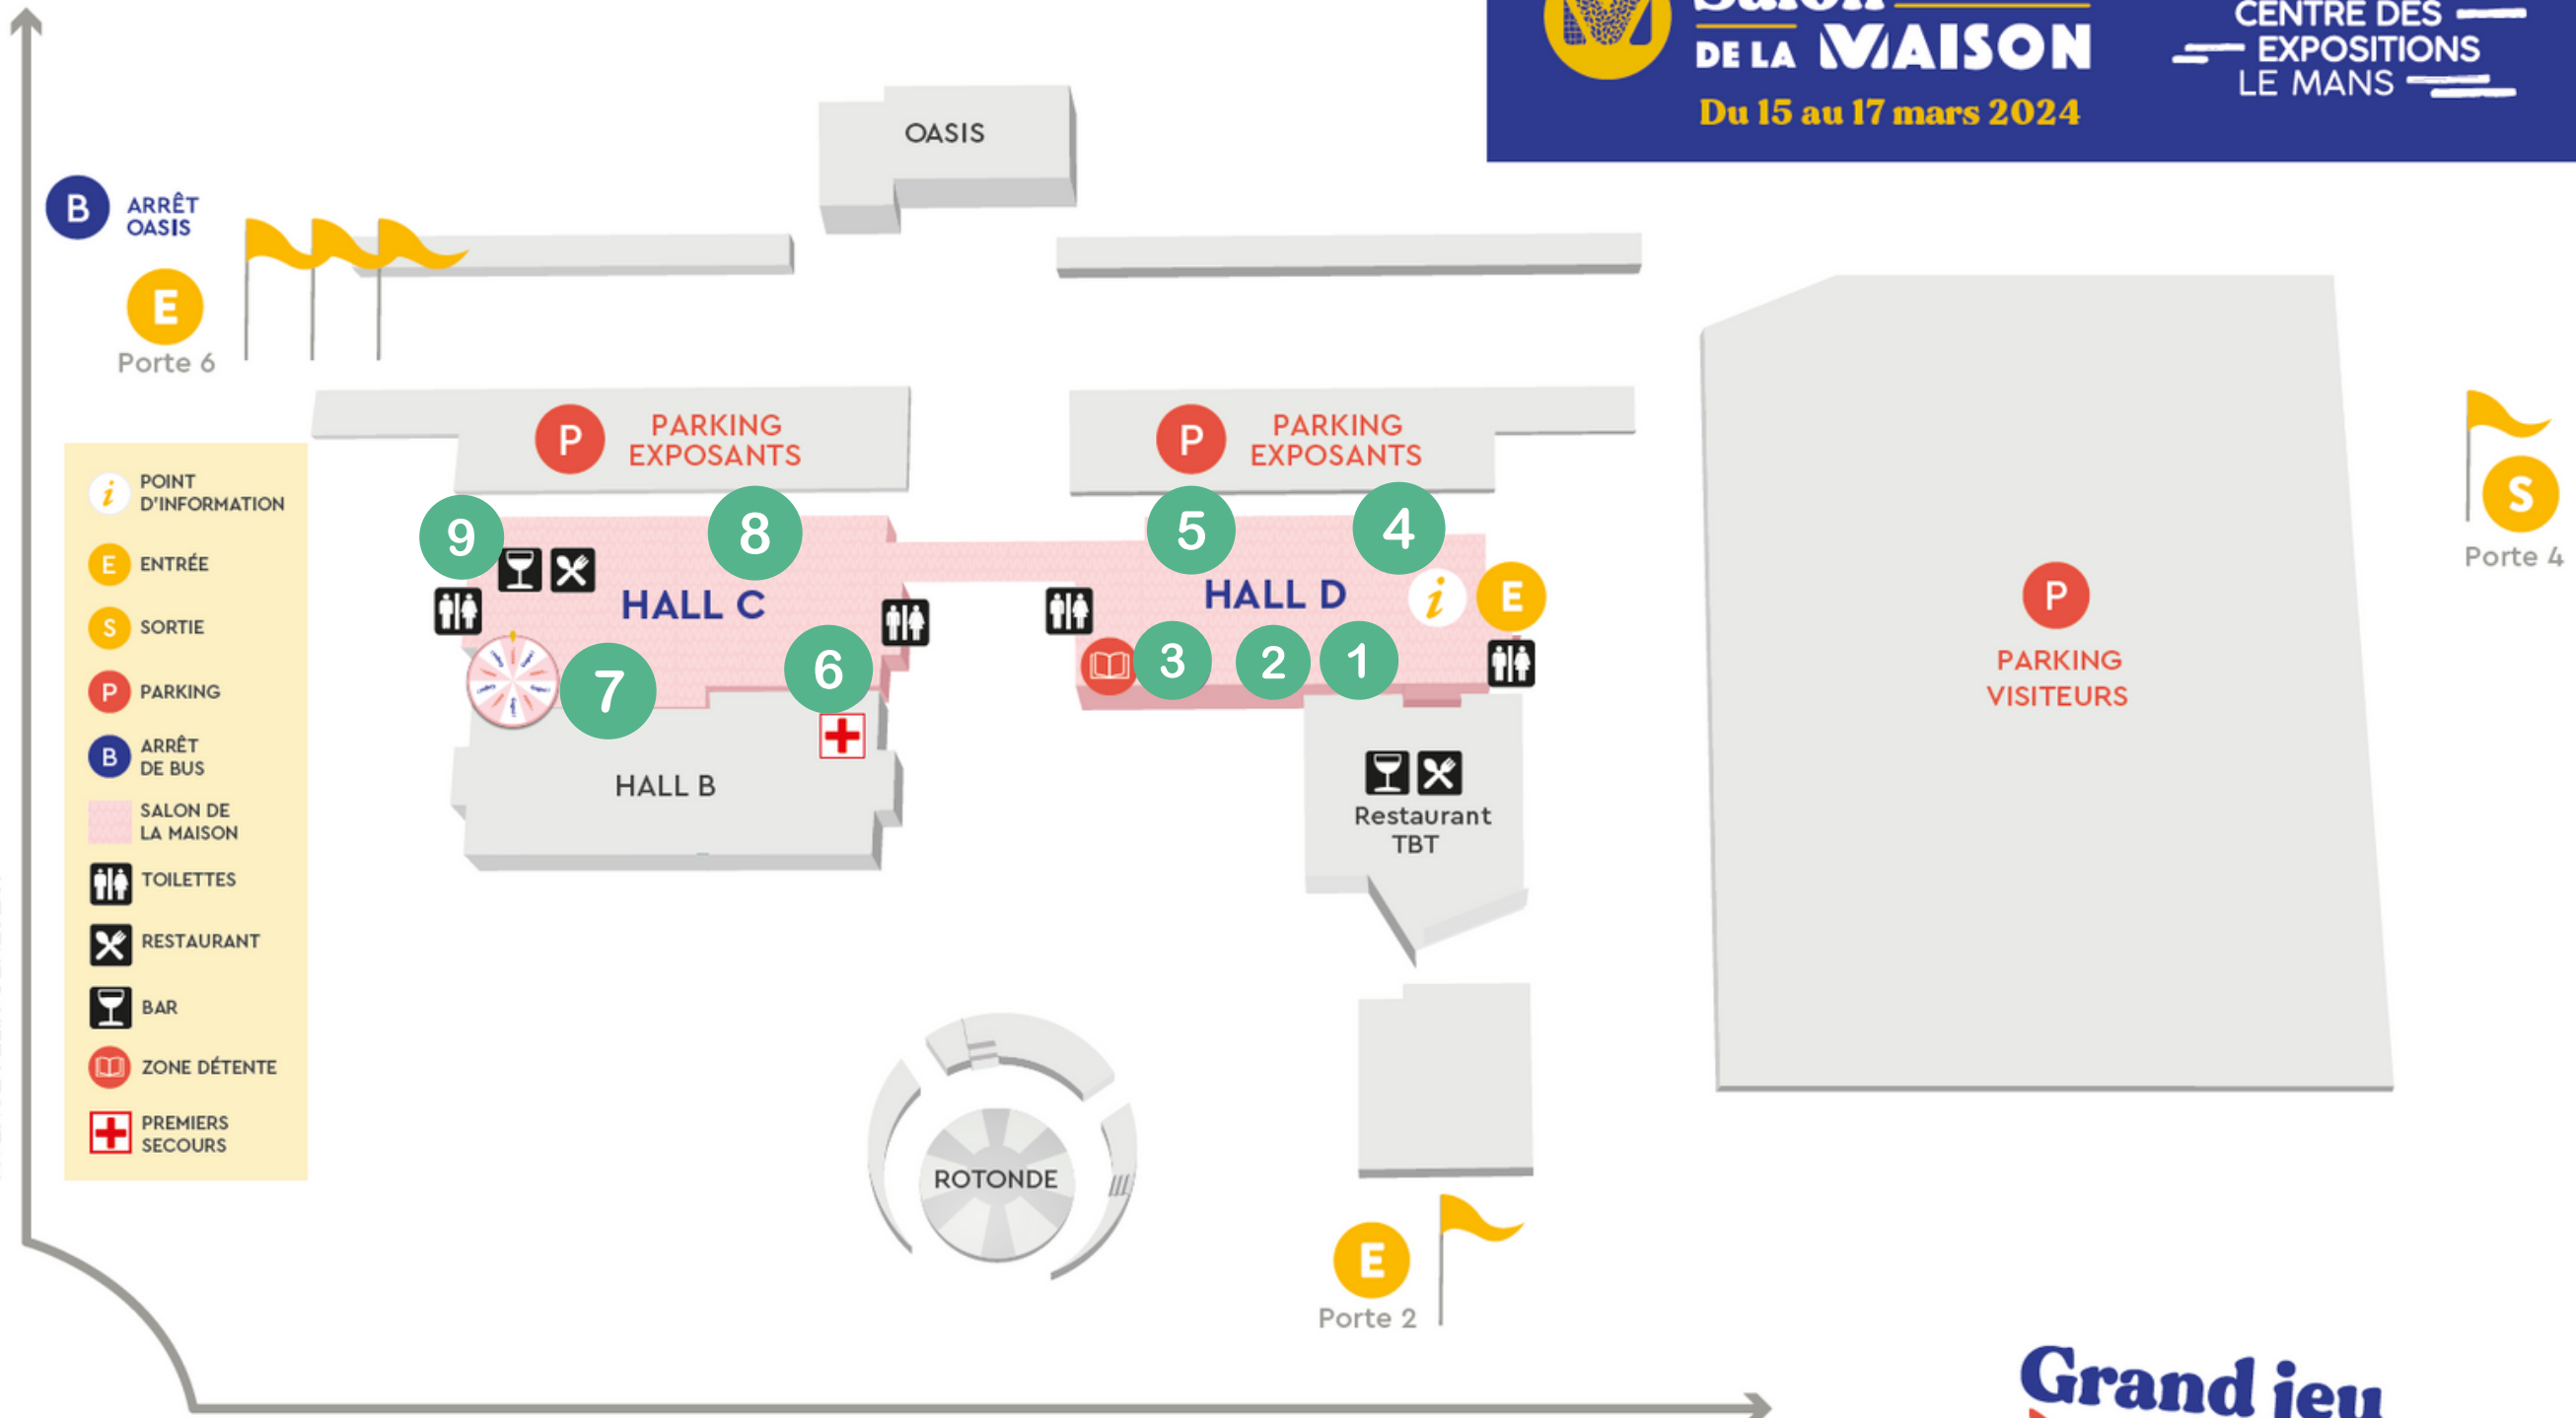 Salon
DE LA MAISON
Du 15 au 17 mars 2024
CENTRE DES
EXPOSITIONS
LE MANS
OASIS
B
ARRÊT
OASIS
E
Porte 6
P
PARKING
EXPOSANTS
P
PARKING
EXPOSANTS
S
Porte 4
i
POINT
D'INFORMATION
E
ENTRÉE
S
SORTIE
P
PARKING
B
ARRÊT
DE BUS
SALON DE
LA MAISON
TOILETTES
RESTAURANT
BAR
ZONE DÉTENTE
PREMIERS
SECOURS
9
8
HALL C
7
6
5
4
HALL D
i
E
3
2
1
P
PARKING
VISITEURS
HALL B
Restaurant
TBT
ROTONDE
E
Porte 2
Grand jeu